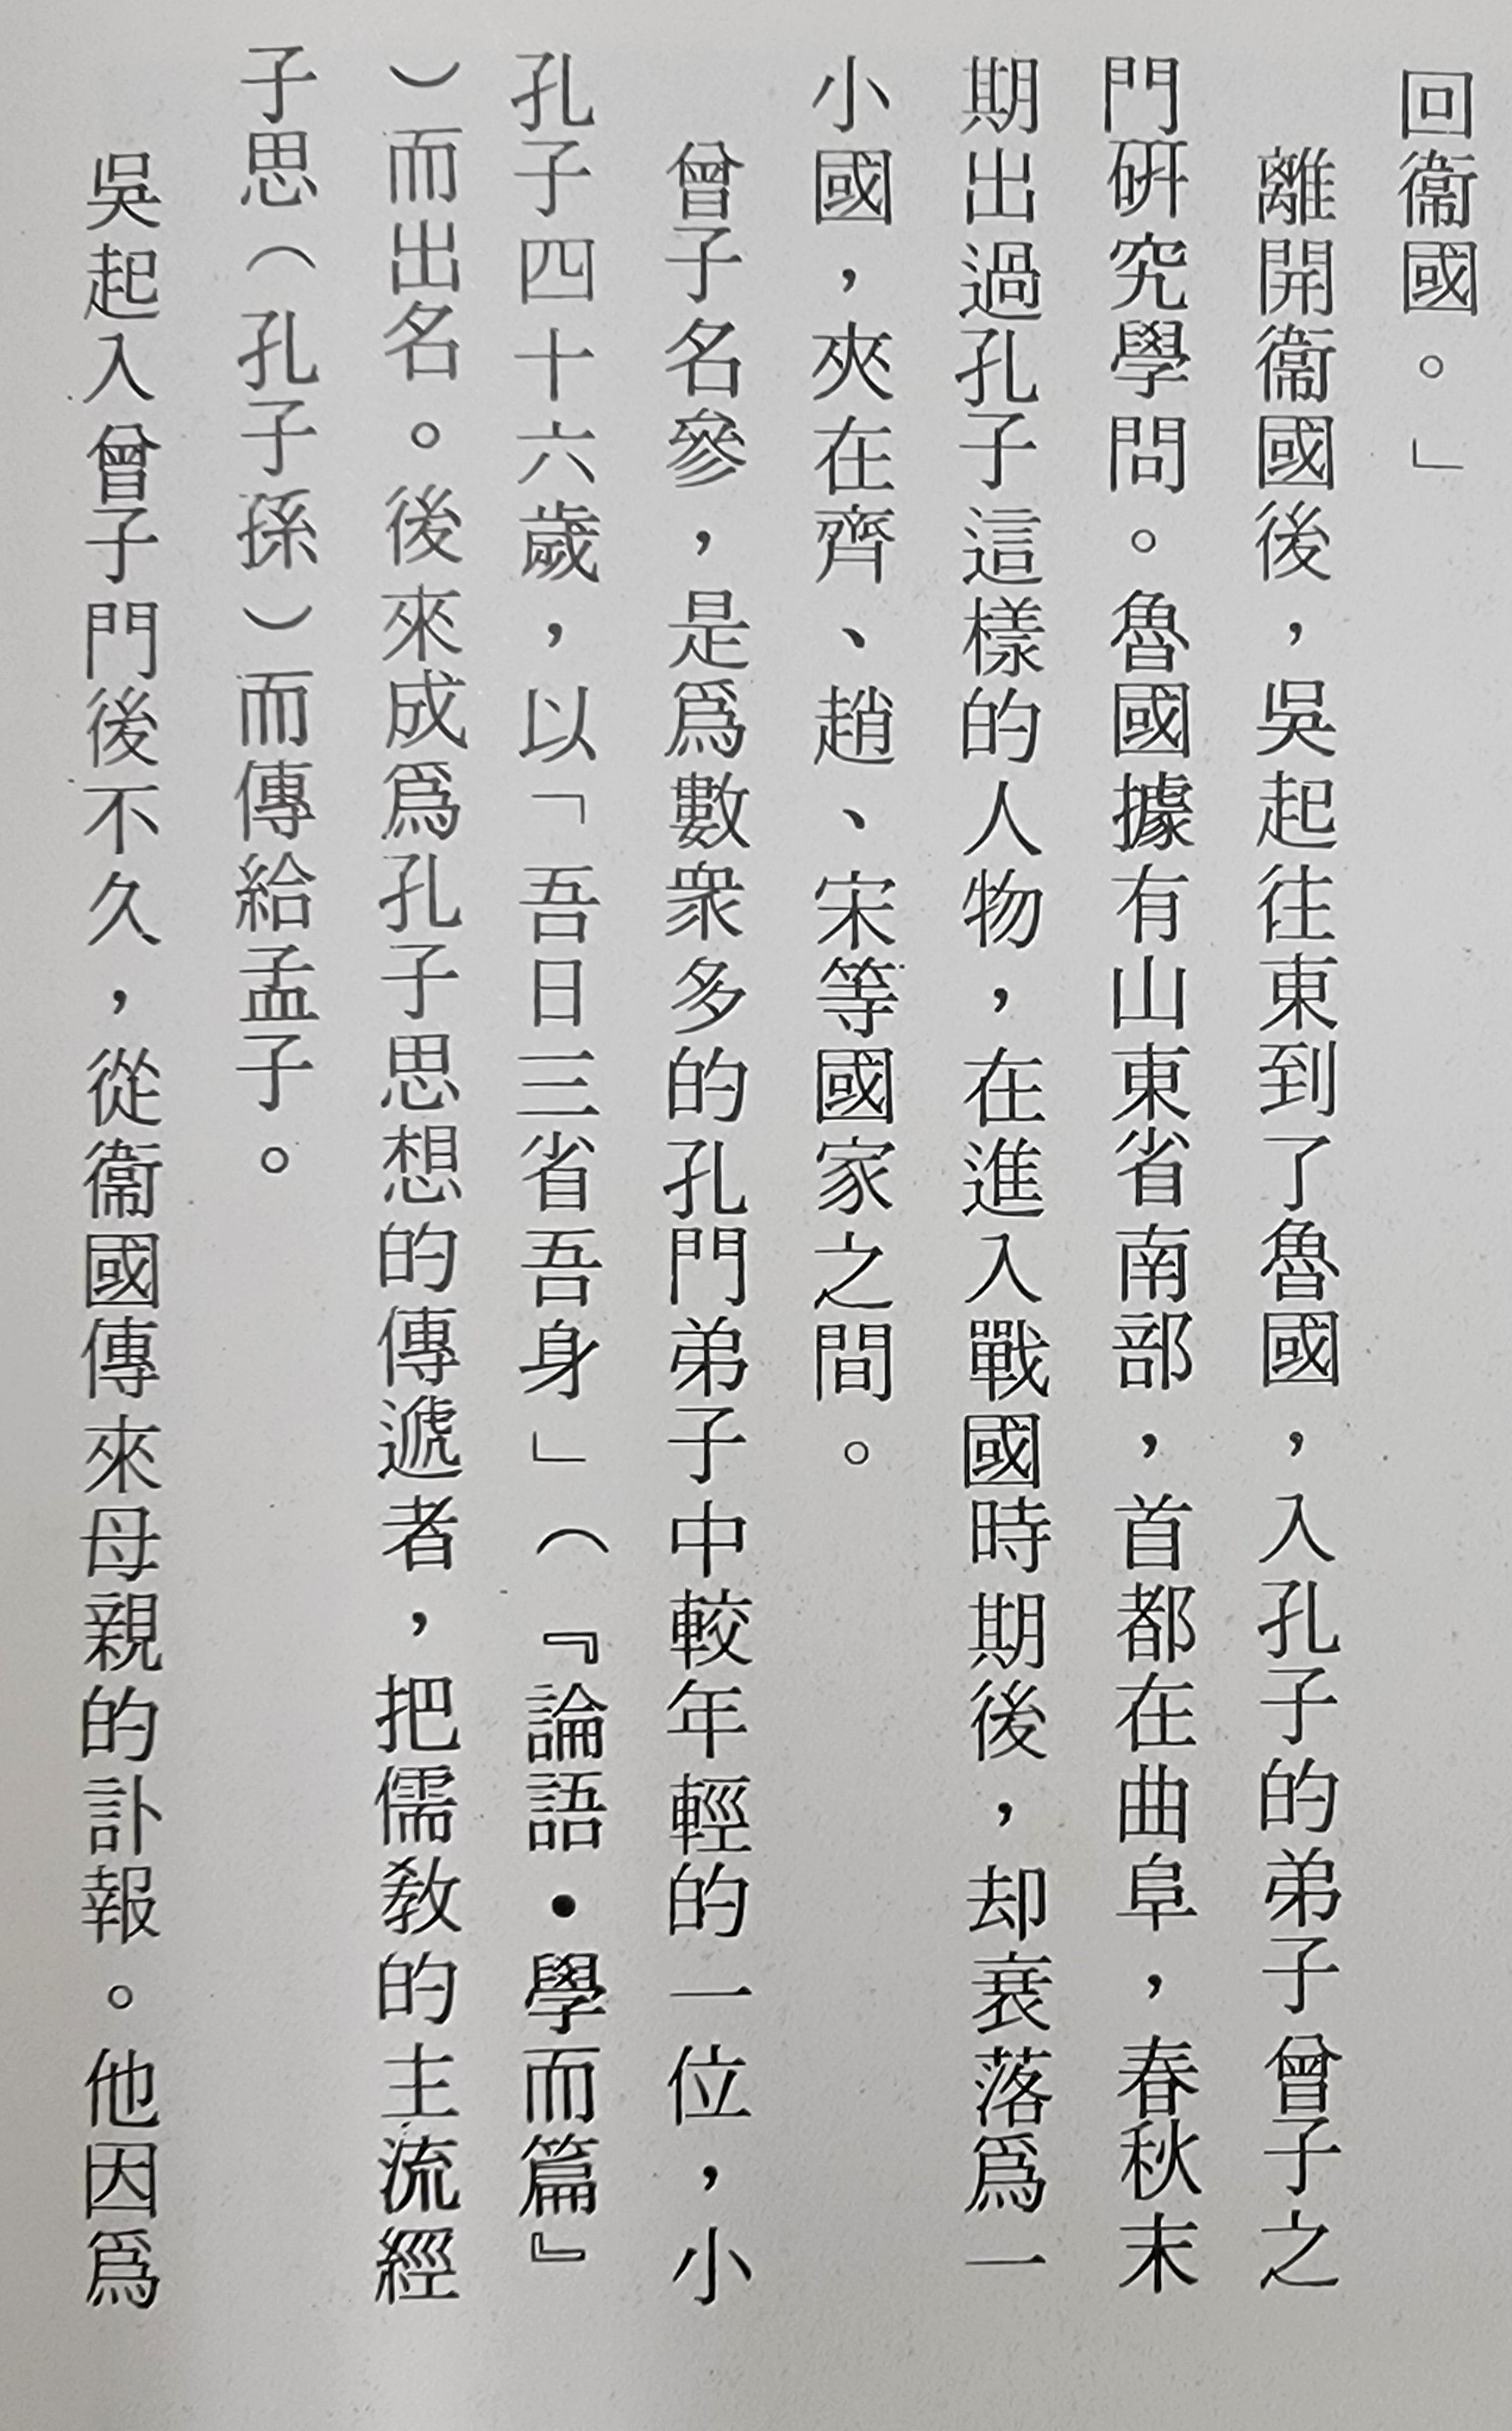 回衞國。」
離開衞國後，吳起往東到了魯國，入孔子的弟子曾子之
門硏究學問。魯國據有山東省南部，首都在曲阜，春秋末
期出過孔子這樣的人物，在進入戰國時期後，却衰落爲一
小國，夾在齊、趙、宋等國家之間。
曾子名參，是爲數衆多的孔門弟子中較年輕的一位，小
孔子四十六歲，以「吾日三省吾身」（『論語•學而篇』
）而出名。後來成爲孔子思想的傳遞者，把儒敎的主流經
子思（孔子孫）而傳給孟子。
吳起入曾子門後不久，從衞國傳來母親的訃報。他因爲